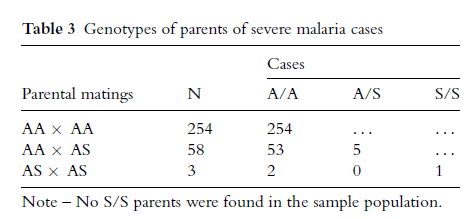 Table 3 Genotypes of parents of severe malaria cases
Cases
Parental matings N A/A A/S S/S
AA × AA 254 254 ... ...
AA × AS 58 53 5 ...
AS × AS 3 2 0 1
Note – No S/S parents were found in the sample population.